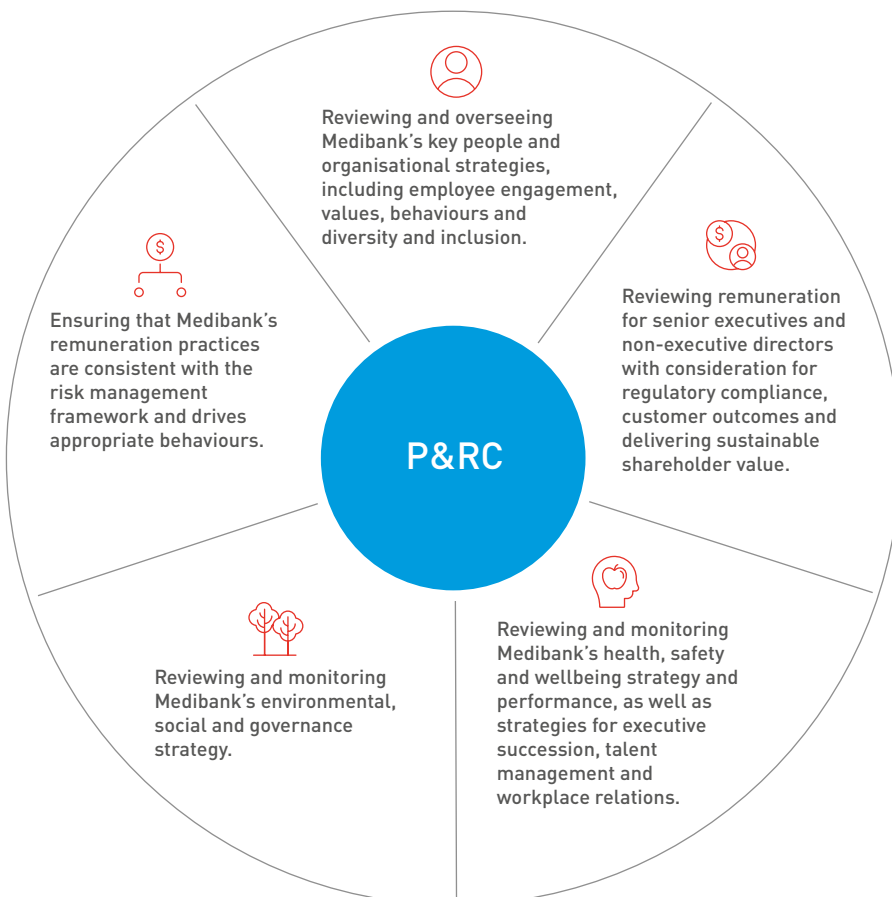 Reviewing and overseeing
Medibank's key people and
organisational strategies,
including employee engagement,
values, behaviours and
diversity and inclusion.
$
Reviewing remuneration
for senior executives and
non-executive directors
with consideration for
regulatory compliance,
customer outcomes and
delivering sustainable
shareholder value.
Reviewing and monitoring
Medibank's health, safety
and wellbeing strategy and
performance, as well as
strategies for executive
succession, talent
management and
workplace relations.
Reviewing and monitoring
Medibank's environmental,
social and governance
strategy.
$
Ensuring that Medibank's
remuneration practices
are consistent with the
risk management
framework and drives
appropriate behaviours.
P&RC